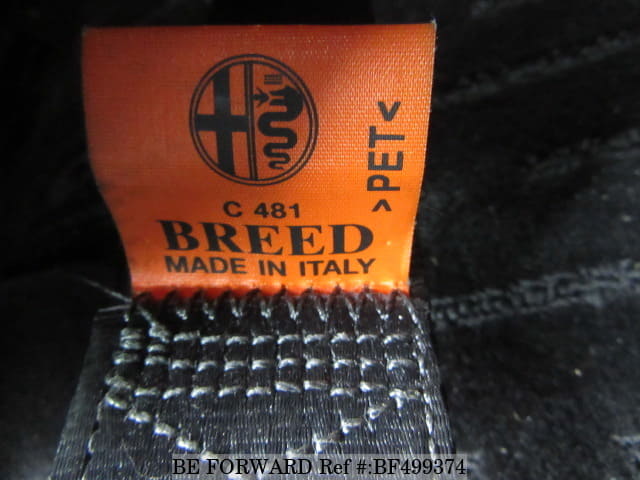 >PET<
C 481
BREED
MADE IN ITALY
BE FORWARD Ref #:BF499374